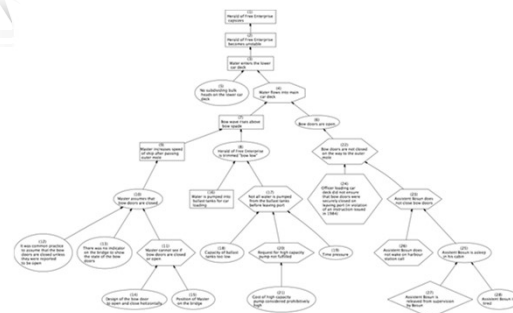 (1)
Herald of Free Enterprise
capsizes
(2)
Herald of Free Enterprise
becomes unstable
(3)
Water enters the lower
car deck
(5)
No subdividing bulk
heads on the lower car
deck
(4)
Water flows into main
car deck
(7)
Bow wave rises above
bow spade
(6)
Bow doors are open
(9)
Master increases speed
of ship after passing
outer mole
(8)
Herald of Free Enterprise
is trimmed "bow low"
(22)
Bow doors are not closed
on the way to the outer
mole
(10)
Master assumes that
bow doors are closed
(16)
Water is pumped into
ballast tanks for car
loading
(17)
Not all water is pumped
from the ballast tanks
before leaving port
(24)
Officer loading car
deck did not ensure
that bow doors were
securely closed on
leaving port (in violation
of an instruction issued
in 1984)
(23)
Assistant Bosun does
not close bow doors
(12)
It was common practice
to assume that the bow
doors are closed unless
they were reported
to be open
(13)
There was no indicator
on the bridge to show
the state of the bow
doors
(11)
Master cannot see if
bow doors are closed
or open
(18)
Capacity of ballast
tanks too low
(20)
Request for high capacity
pump not fulfilled
(19)
Time pressure
(26)
Assistant Bosun does
not wake on harbour
station call
(25)
Assistant Bosun is asleep
in his cabin
(14)
Design of the bow door
to open and close horizontally
(15)
Position of Master
on the bridge
(21)
Cost of high capacity
pump considered prohibitively
high
(27)
Assistant Bosun is
released from supervision
by Bosun
(28)
Assistant Bosun is
tired